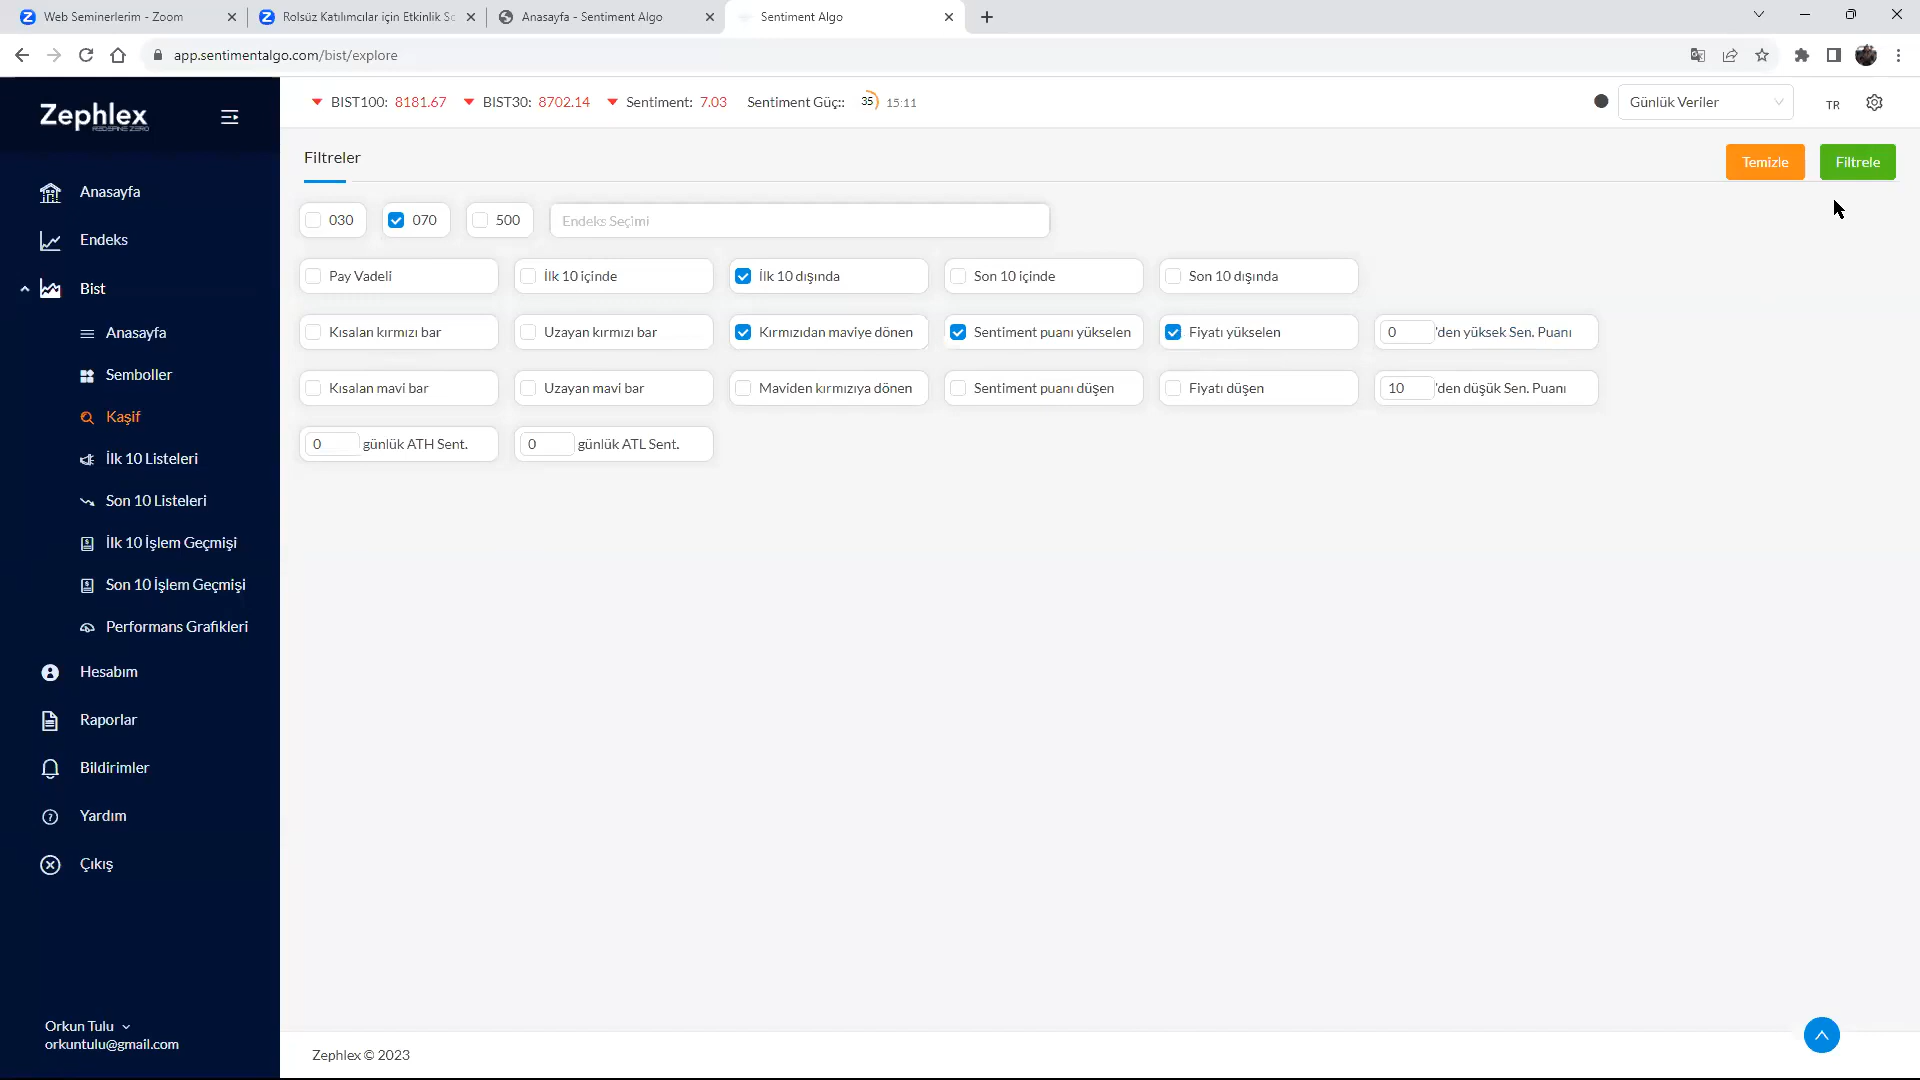 Web Seminerlerim - Zoom
Rolsüz Katılımcılar için Etkinlik Sc
Anasayfa - Sentiment Algo
Sentiment Algo
app.sentimentalgo.com/bist/explore
Zephlex
BIST100: 8181.67 BIST30: 8702.14 Sentiment: 7.03 Sentiment Güç:: 35 15:11
Günlük Veriler
TR
Anasayfa
Endeks
Bist
Anasayfa
Semboller
Kaşif
İlk 10 Listeleri
Son 10 Listeleri
İlk 10 İşlem Geçmişi
Son 10 İşlem Geçmişi
Performans Grafikleri
Hesabım
Raporlar
Bildirimler
Yardım
Çıkış
Orkun Tulu
orkuntulu@gmail.com
Filtreler
Temizle
Filtrele
030 070 500 Endeks Seçimi
Pay Vadeli İlk 10 içinde İlk 10 dışında Son 10 içinde Son 10 dışında
Kısalan kırmızı bar Uzayan kırmızı bar Kırmızıdan maviye dönen Sentiment puanı yükselen Fiyatı yükselen 0 'den yüksek Sen. Puanı
Kısalan mavi bar Uzayan mavi bar Maviden kırmızıya dönen Sentiment puanı düşen Fiyatı düşen 10 'den düşük Sen. Puanı
0 günlük ATH Sent. 0 günlük ATL Sent.
Zephlex © 2023